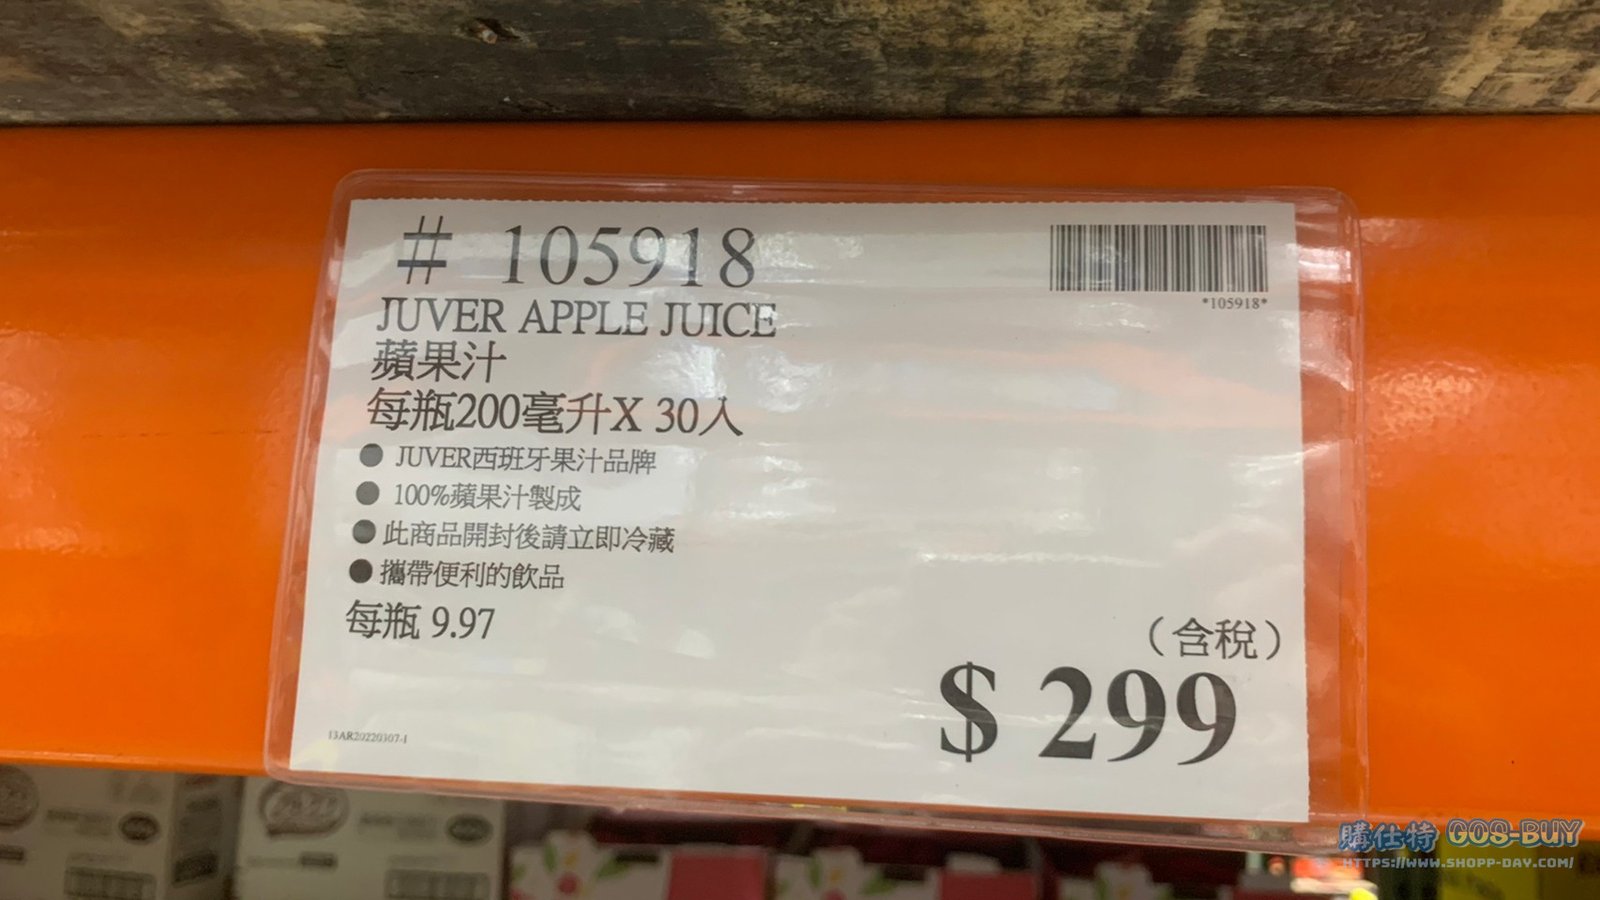 # 105918
*105918*
JUVER APPLE JUICE
蘋果汁
每瓶200毫升X 30入
● JUVER西班牙果汁品牌
● 100%蘋果汁製成
● 此商品開封後請立即冷藏
● 攜帶便利的飲品
每瓶 9.97
（含稅）
$ 299
13AR20220307-1
購仕特 GOS-BUY
HTTPS://WWW.SHOPP-DAY.COM/